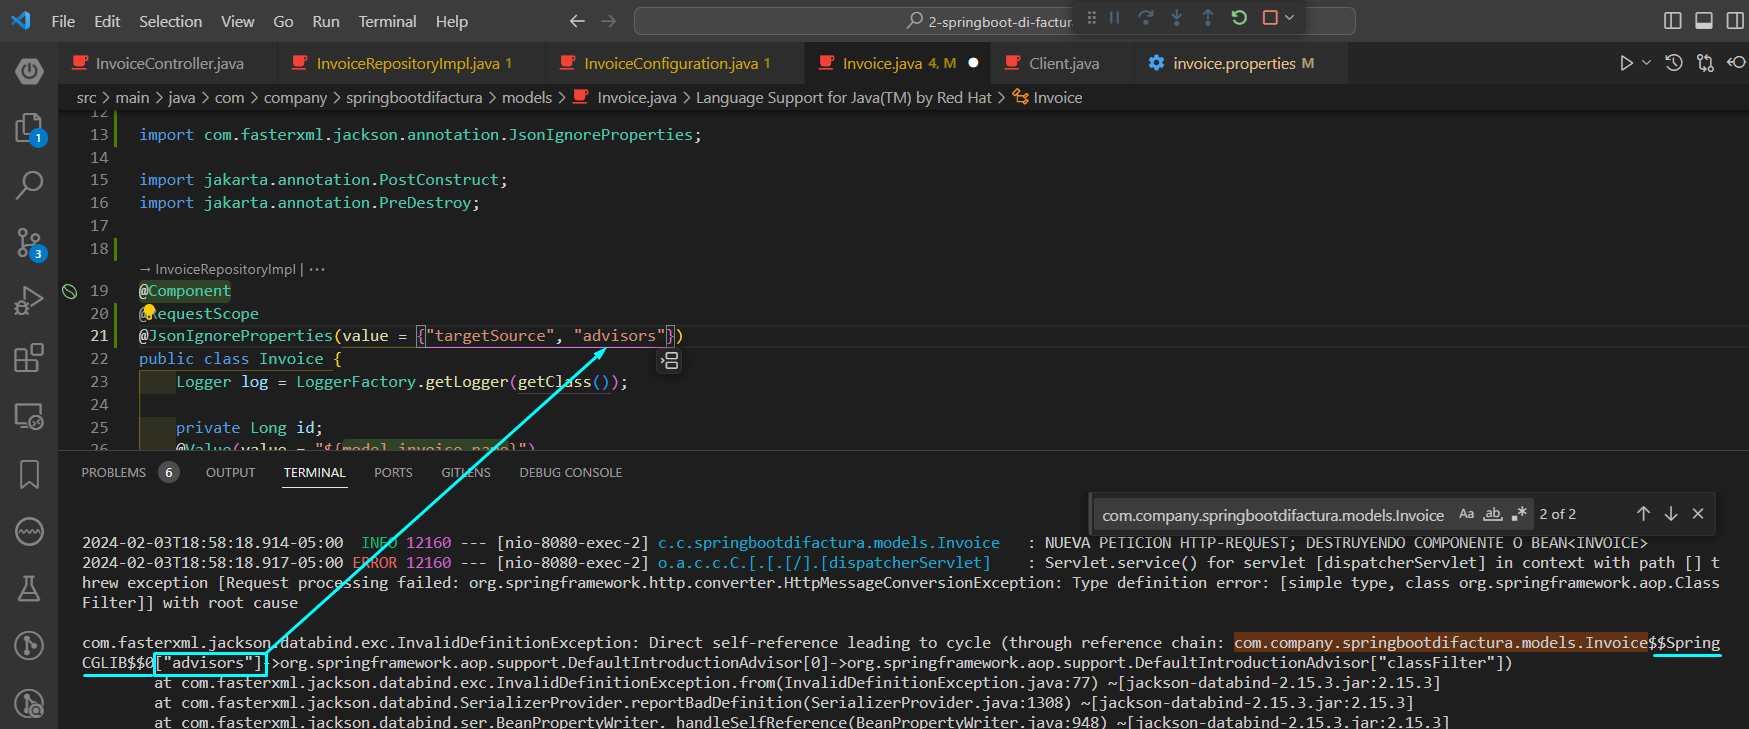 File Edit Selection View Go Run Terminal Help
2-springboot-di-factur
InvoiceController.java InvoiceRepositoryImpl.java 1 InvoiceConfiguration.java 1 Invoice.java 4, M Client.java invoice.properties M
src > main > java > com > company > springbootdifactura > models > Invoice.java > Language Support for Java(TM) by Red Hat > Invoice
12
13 import com.fasterxml.jackson.annotation.JsonIgnoreProperties;
14
15 import jakarta.annotation.PostConstruct;
16 import jakarta.annotation.PreDestroy;
17
18
→ InvoiceRepositoryImpl | ···
19 @Component
20 @RequestScope
21 @JsonIgnoreProperties(value = {"targetSource", "advisors"})
22 public class Invoice {
23 Logger log = LoggerFactory.getLogger(getClass());
24
25 private Long id;
26 @Value(value = "${model.invoice.name}")
1
3
PROBLEMS 6 OUTPUT TERMINAL PORTS GITLENS DEBUG CONSOLE
com.company.springbootdifactura.models.Invoice Aa ab .* 2 of 2
2024-02-03T18:58:18.914-05:00 INFO 12160 --- [nio-8080-exec-2] c.c.springbootdifactura.models.Invoice : NUEVA PETICION HTTP-REQUEST; DESTRUYENDO COMPONENTE O BEAN<INVOICE>
2024-02-03T18:58:18.917-05:00 ERROR 12160 --- [nio-8080-exec-2] o.a.c.c.C.[.[.[/].[dispatcherServlet] : Servlet.service() for servlet [dispatcherServlet] in context with path [] t
hrew exception [Request processing failed: org.springframework.http.converter.HttpMessageConversionException: Type definition error: [simple type, class org.springframework.aop.Class
Filter]] with root cause
com.fasterxml.jackson.databind.exc.InvalidDefinitionException: Direct self-reference leading to cycle (through reference chain: com.company.springbootdifactura.models.Invoice$$Spring
CGLIB$$0["advisors"]->org.springframework.aop.support.DefaultIntroductionAdvisor[0]->org.springframework.aop.support.DefaultIntroductionAdvisor["classFilter"])
at com.fasterxml.jackson.databind.exc.InvalidDefinitionException.from(InvalidDefinitionException.java:77) ~[jackson-databind-2.15.3.jar:2.15.3]
at com.fasterxml.jackson.databind.SerializerProvider.reportBadDefinition(SerializerProvider.java:1308) ~[jackson-databind-2.15.3.jar:2.15.3]
at com.fasterxml.jackson.databind.ser.BeanPropertyWriter._handleSelfReference(BeanPropertyWriter.java:948) ~[jackson-databind-2.15.3.jar:2.15.3]